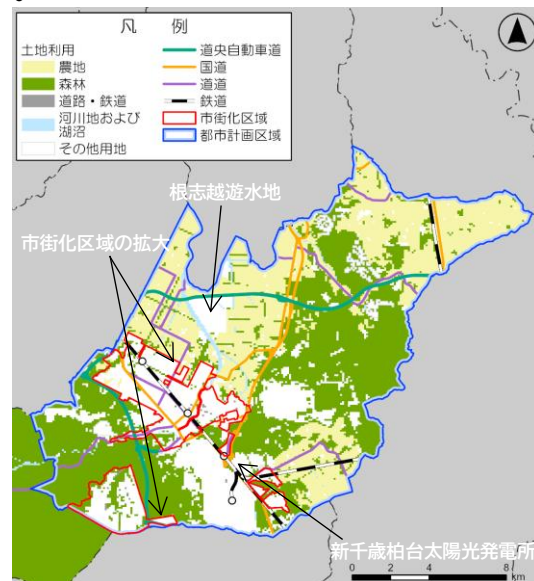 凡 例
土地利用
農地
森林
道路・鉄道
河川地および
湖沼
その他用地
道央自動車道
国道
道道
鉄道
市街化区域
都市計画区域
根志越遊水地
市街化区域の拡大
新千歳柏台太陽光発電所
0 2 4 8
km